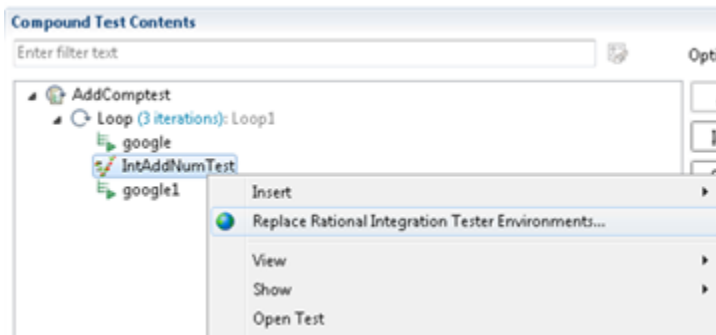 Compound Test Contents
Enter filter text
Opti
AddComptest
Loop (3 iterations): Loop1
google
IntAddNumTest
google1
Insert
Replace Rational Integration Tester Environments...
View
Show
Open Test